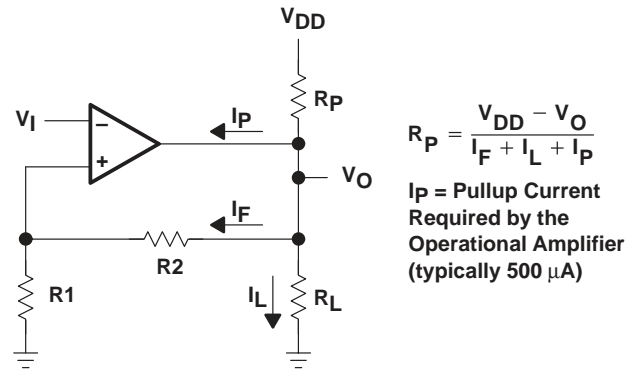 VDD
VI
−
+
IP
RP
VO
IF
R2
R1
IL
RL
RP = VDD − VO
IF + IL + IP
IP = Pullup Current
Required by the
Operational Amplifier
(typically 500 μA)